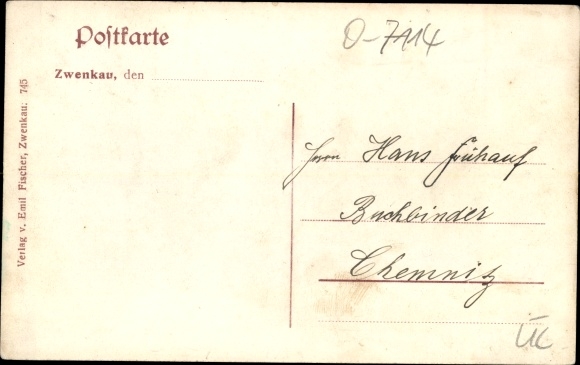 Postkarte
O-7114
Zwenkau, den
Verlag v. Emil Fischer, Zwenkau. 745
Herrn Hans Frühauf
Buchbinder
Chemnitz